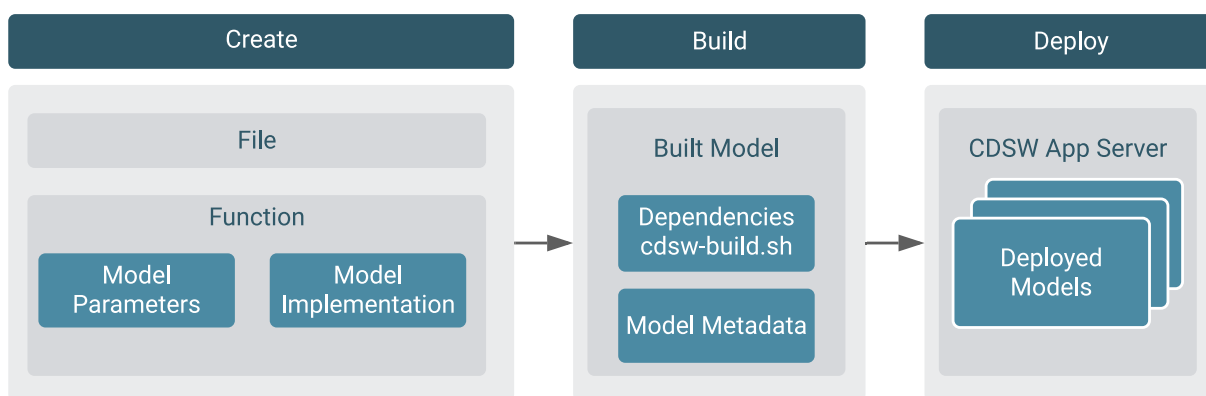 Create
File
Function
Model
Parameters
Model
Implementation
Build
Built Model
Dependencies
cdsw-build.sh
Model Metadata
Deploy
CDSW App Server
Deployed
Models